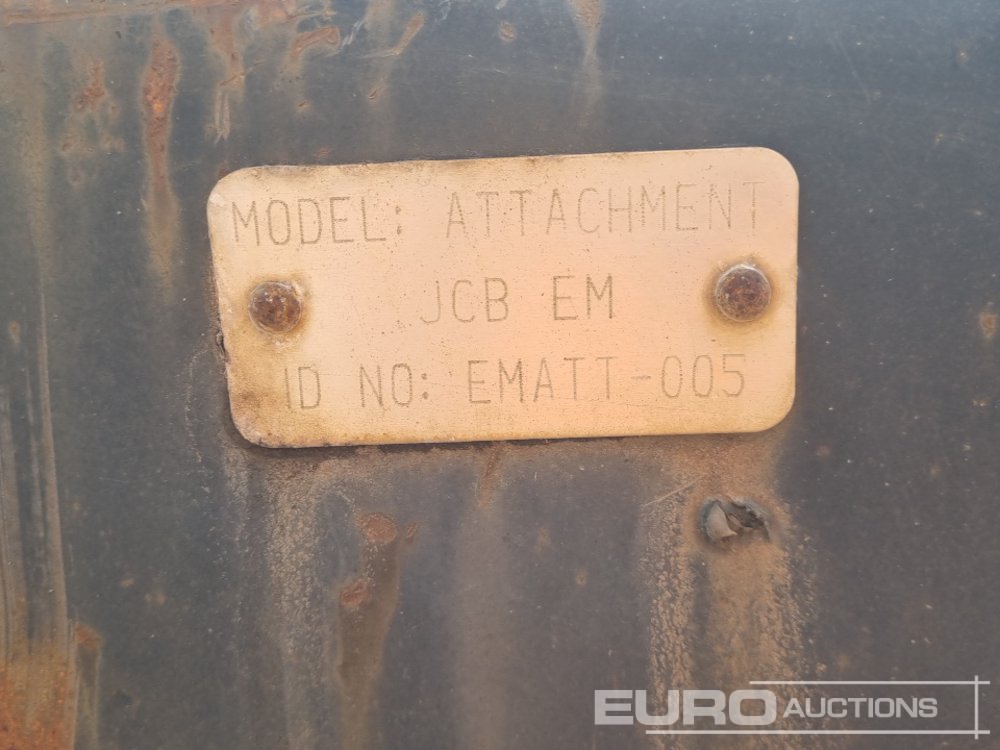 MODEL: ATTACHMENT
JCB EM
ID NO: EMATT-005
EURO AUCTIONS